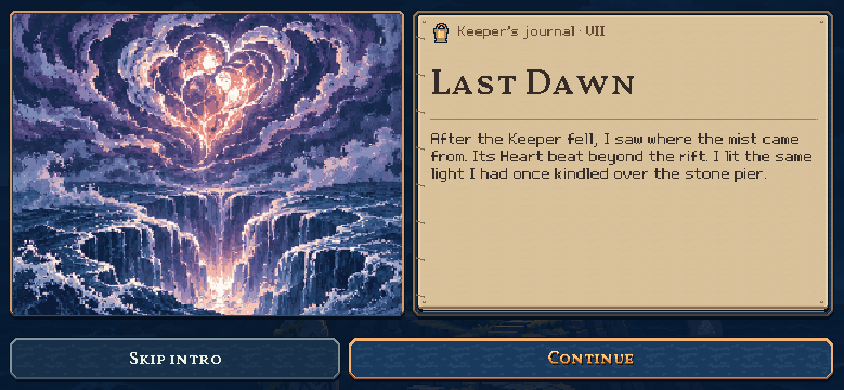 Keeper's journal · VII
Last Dawn
After the Keeper fell, I saw where the mist came
from. Its Heart beat beyond the rift. I lit the same
light I had once kindled over the stone pier.
Skip intro
Continue